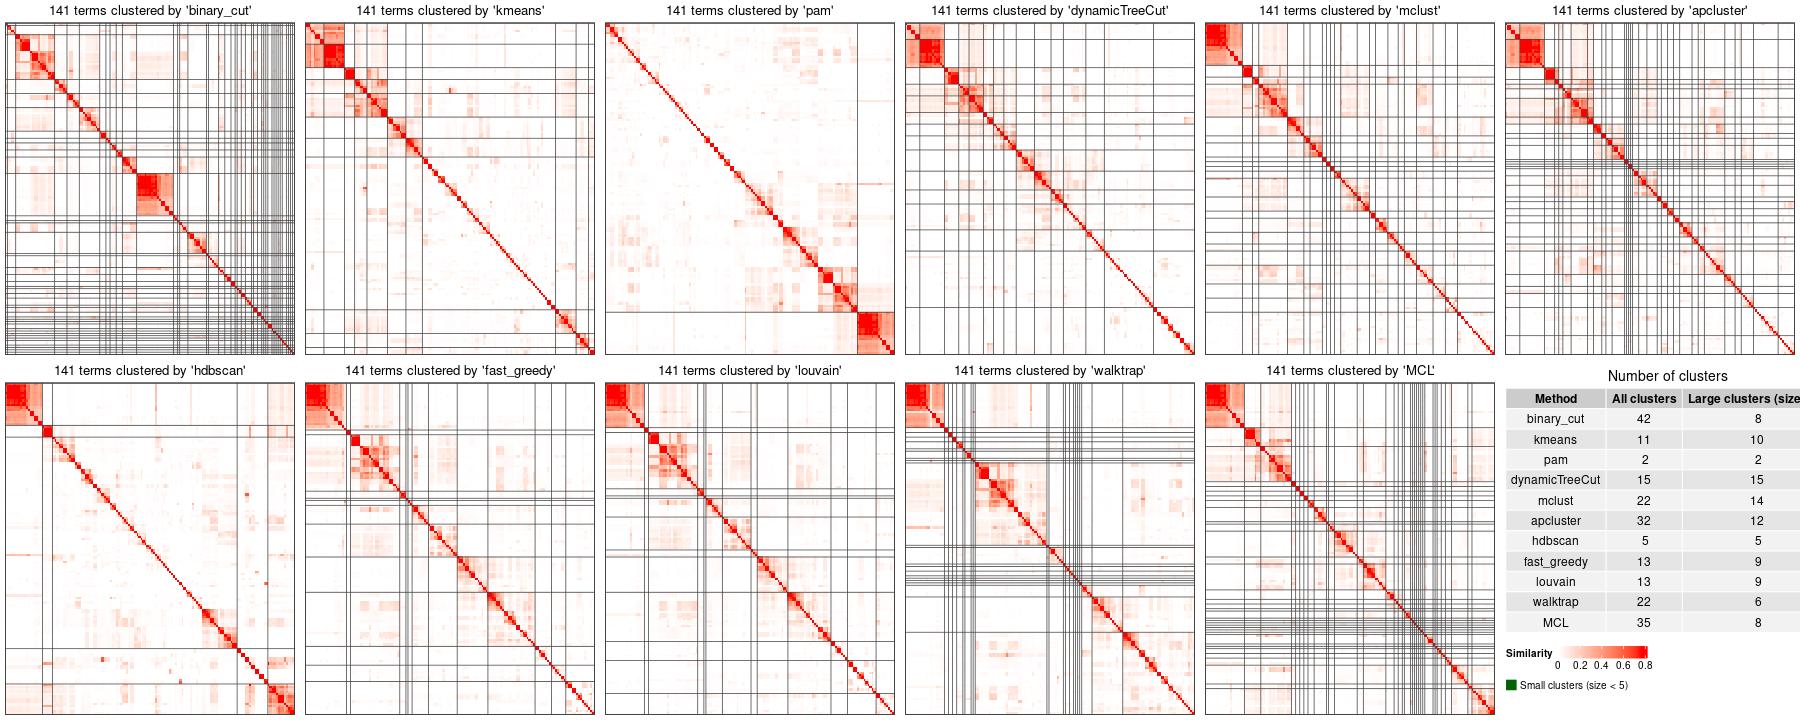 141 terms clustered by 'binary_cut'
141 terms clustered by 'kmeans'
141 terms clustered by 'pam'
141 terms clustered by 'dynamicTreeCut'
141 terms clustered by 'mclust'
141 terms clustered by 'apcluster'
141 terms clustered by 'hdbscan'
141 terms clustered by 'fast_greedy'
141 terms clustered by 'louvain'
141 terms clustered by 'walktrap'
141 terms clustered by 'MCL'
Number of clusters
Method All clusters Large clusters (size
binary_cut 42 8
kmeans 11 10
pam 2 2
dynamicTreeCut 15 15
mclust 22 14
apcluster 32 12
hdbscan 5 5
fast_greedy 13 9
louvain 13 9
walktrap 22 6
MCL 35 8
Similarity
0 0.2 0.4 0.6 0.8
Small clusters (size < 5)